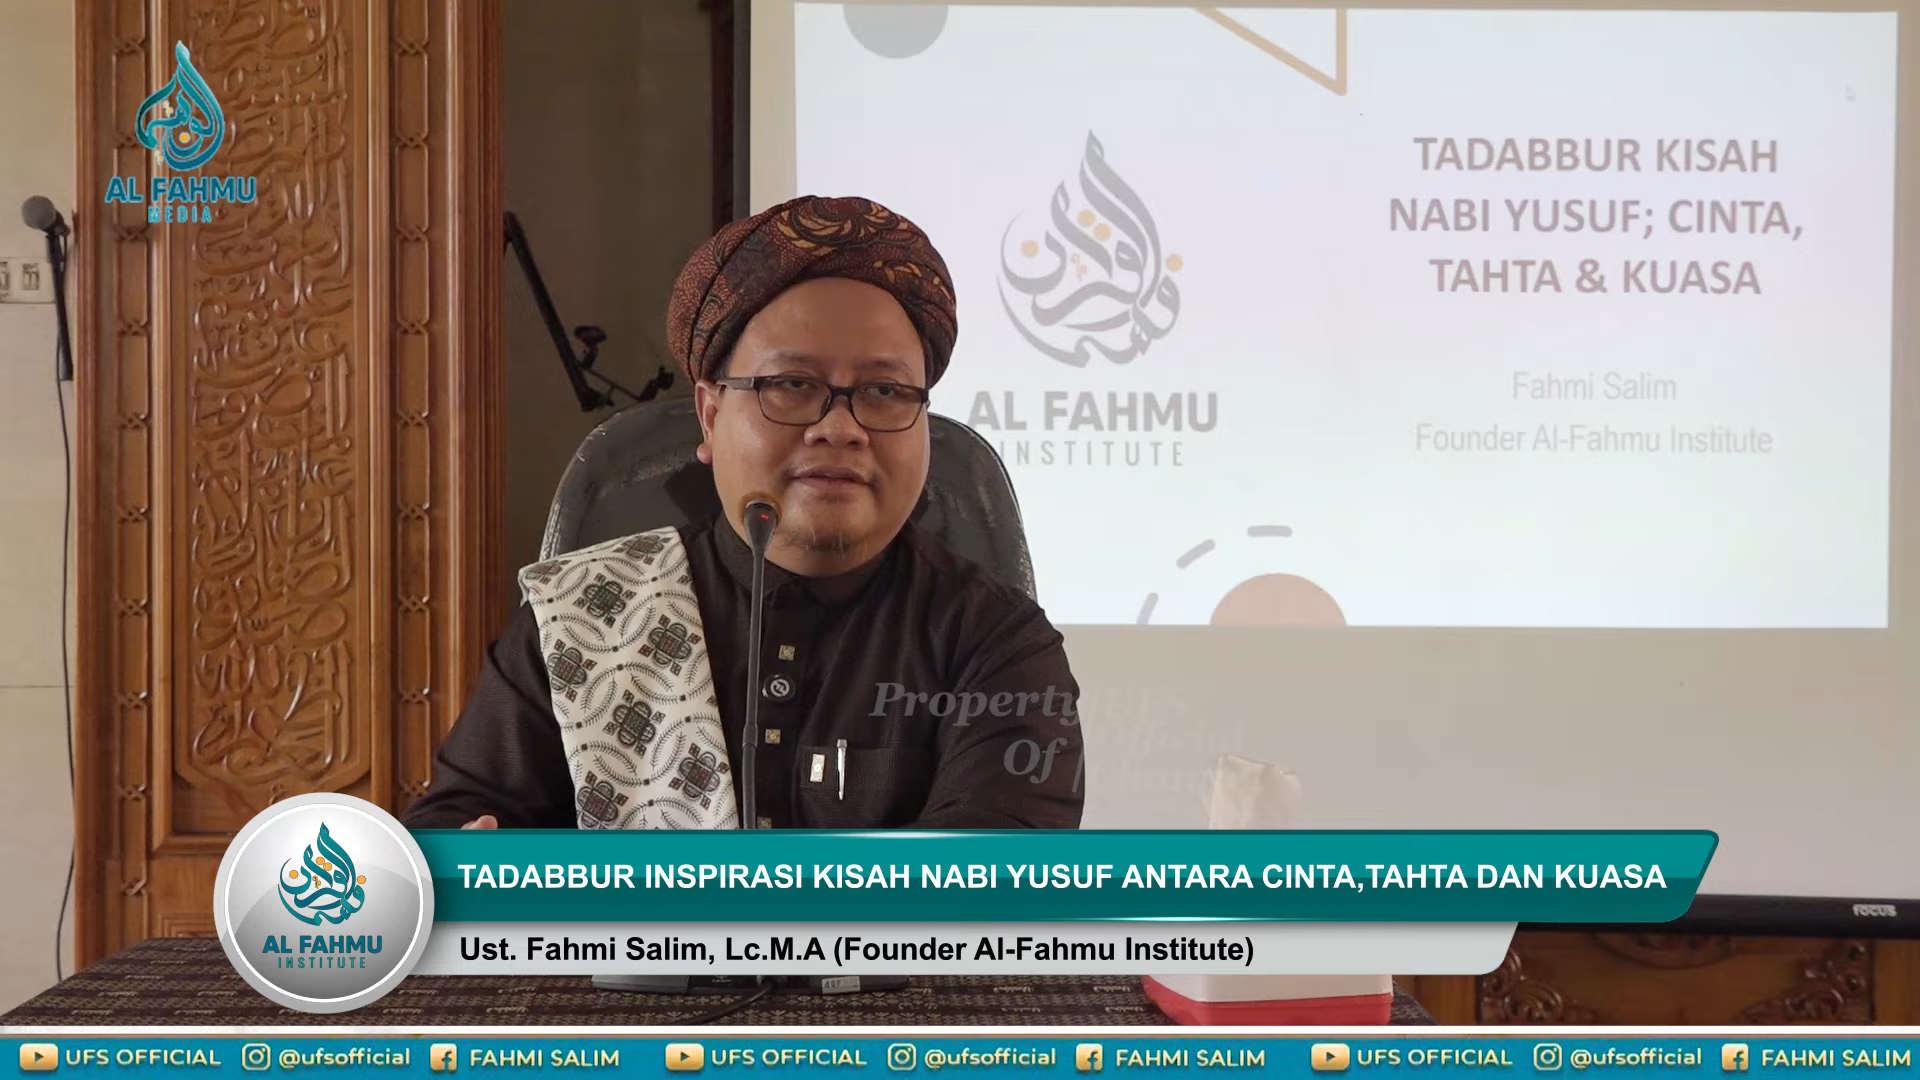 AL FAHMU
MEDIA
TADABBUR KISAH
NABI YUSUF; CINTA,
TAHTA & KUASA
Fahmi Salim
Founder Al-Fahmu Institute
AL FAHMU
INSTITUTE
Property
Of
TADABBUR INSPIRASI KISAH NABI YUSUF ANTARA CINTA,TAHTA DAN KUASA
Ust. Fahmi Salim, Lc.M.A (Founder Al-Fahmu Institute)
AL FAHMU
INSTITUTE
focus
UFS OFFICIAL @ufsofficial FAHMI SALIM UFS OFFICIAL @ufsofficial FAHMI SALIM UFS OFFICIAL @ufsofficial FAHMI SALIM